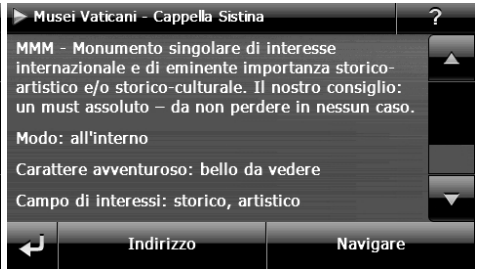 Musei Vaticani - Cappella Sistina ?
MMM - Monumento singolare di
interesse
internazionale e di eminente importanza storico-
artistico e/o storico-culturale. Il nostro consiglio:
un must assoluto – da non perdere in nessun caso.
Modo: all'interno
Carattere avventuroso: bello da
vedere
Campo di interessi: storico, artistico
Indirizzo
Navigare